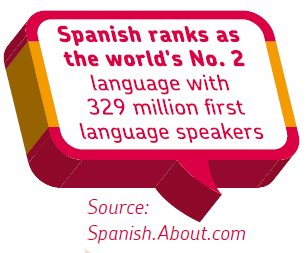 Spanish ranks as
the world's No. 2
language with
329 million first
language speakers
Source:
Spanish.About.com